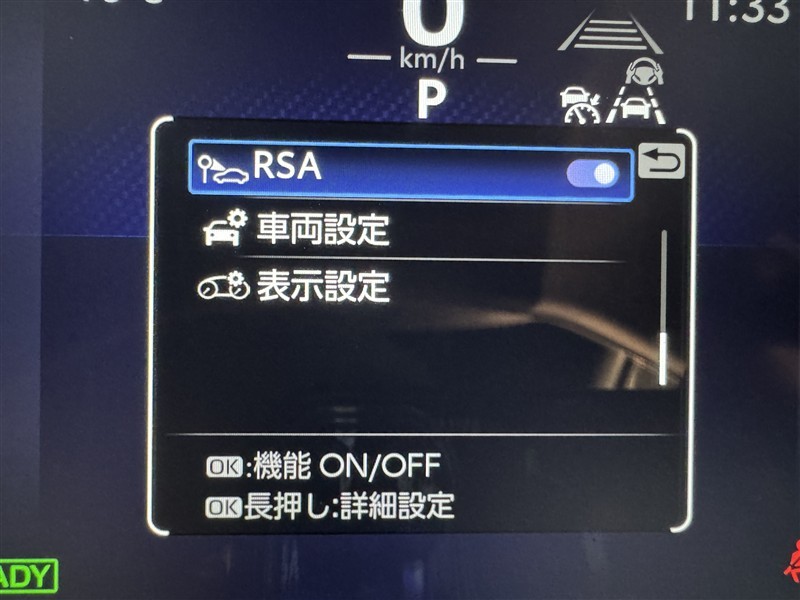 0
11:33
km/h
P
RSA
車両設定
表示設定
OK:機能 ON/OFF
OK長押し:詳細設定
ADY